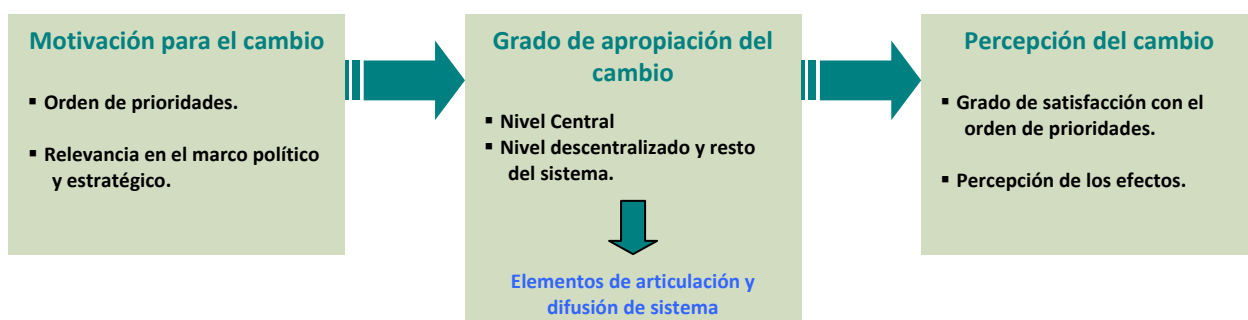 Motivación para el cambio
▪ Orden de prioridades.
▪ Relevancia en el marco político
y estratégico.
Grado de apropiación del
cambio
▪ Nivel Central
▪ Nivel descentralizado y resto
del sistema.
Elementos de articulación y
difusión de sistema
Percepción del cambio
▪ Grado de satisfacción con el
orden de prioridades.
▪ Percepción de los efectos.